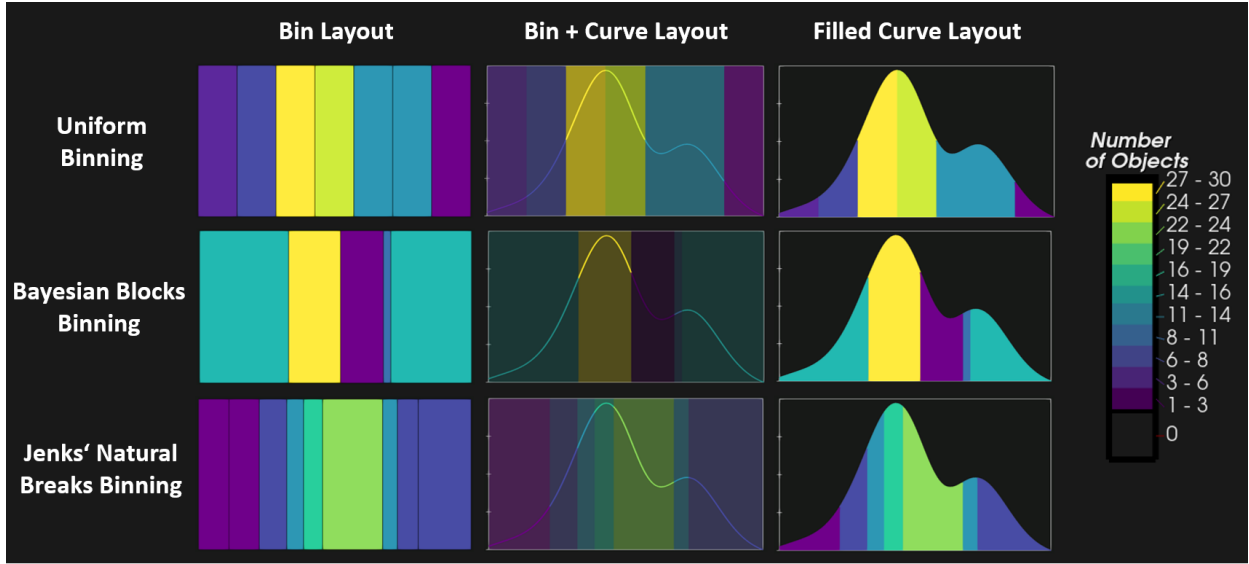 Bin Layout
Bin + Curve Layout
Filled Curve Layout
Uniform
Binning
Bayesian Blocks
Binning
Jenks‘ Natural
Breaks Binning
Number
of Objects
27 - 30
24 - 27
22 - 24
19 - 22
16 - 19
14 - 16
11 - 14
8 - 11
6 - 8
3 - 6
1 - 3
0